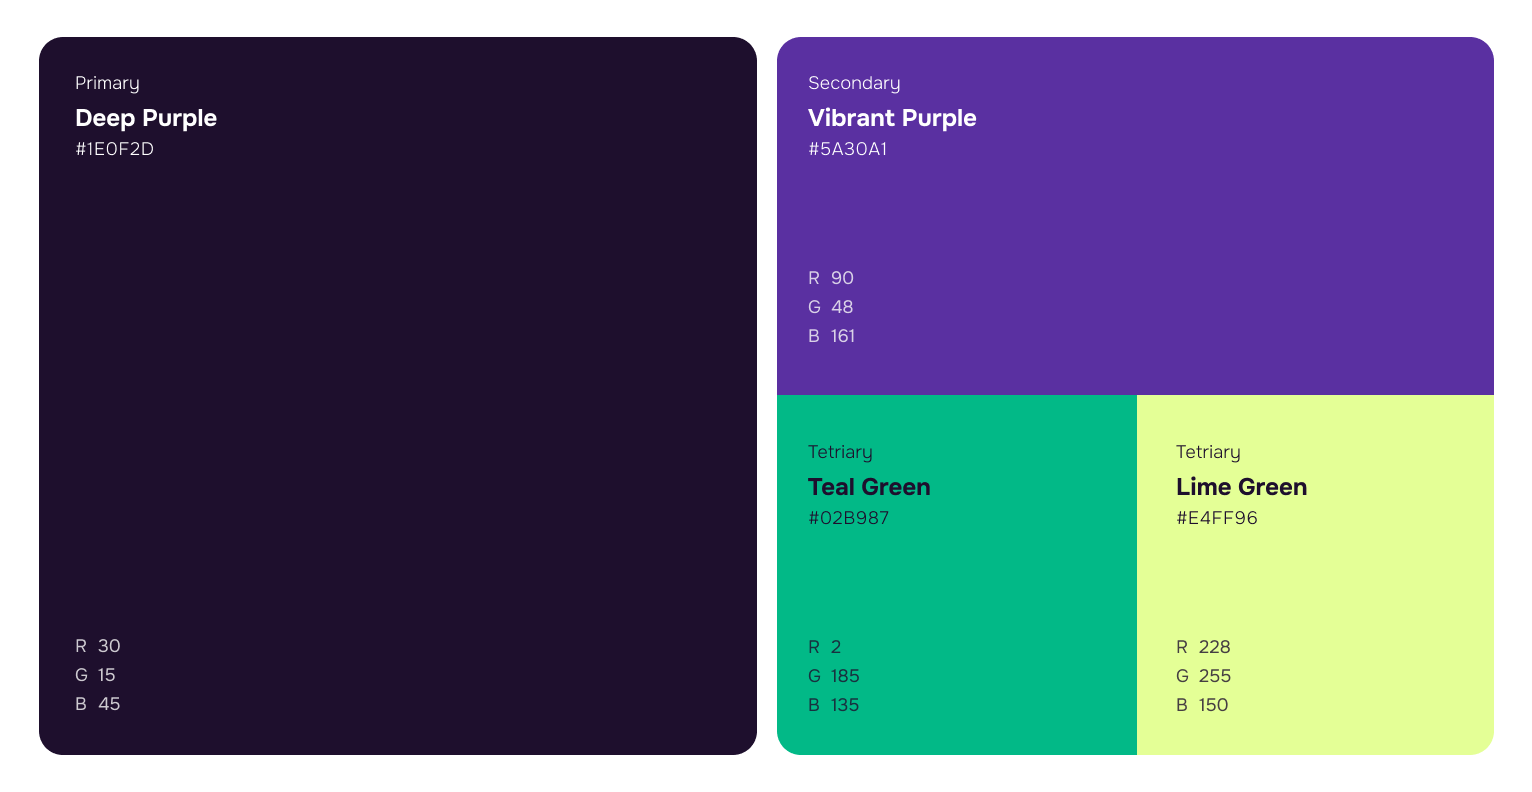 Primary
Deep Purple
#1E0F2D
R 30
G 15
B 45
Secondary
Vibrant Purple
#5A30A1
R 90
G 48
B 161
Tetriary
Teal Green
#02B987
R 2
G 185
B 135
Tetriary
Lime Green
#E4FF96
R 228
G 255
B 150